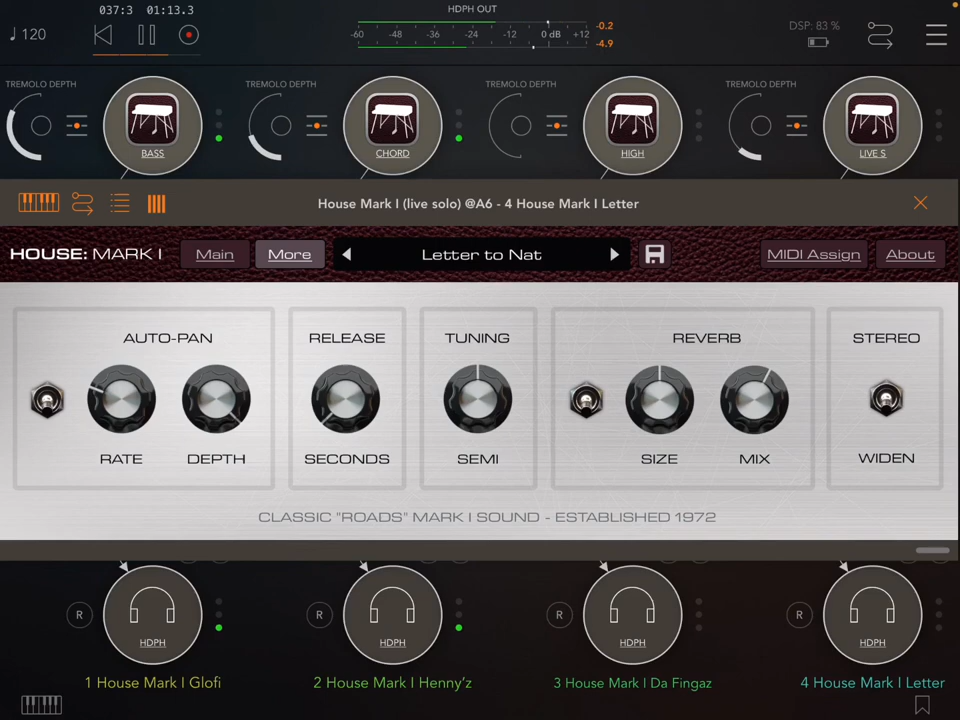 HDPH OUT
037:3 01:13.3
♩120
-60 -48 -36 -24 -12 0 dB +12
-0.2
-4.9
DSP: 83 %
TREMOLO DEPTH
TREMOLO DEPTH
TREMOLO DEPTH
TREMOLO DEPTH
BASS
CHORD
HIGH
LIVE S
House Mark I (live solo) @A6 - 4 House Mark I Letter
HOUSE: MARK I
Main
More
Letter to Nat
MIDI Assign
About
AUTO-PAN
RELEASE
TUNING
REVERB
STEREO
RATE
DEPTH
SECONDS
SEMI
SIZE
MIX
WIDEN
CLASSIC "ROADS" MARK I SOUND - ESTABLISHED 1972
R
HDPH
R
HDPH
R
HDPH
R
HDPH
1 House Mark I Glofi
2 House Mark I Henny'z
3 House Mark I Da Fingaz
4 House Mark I Letter